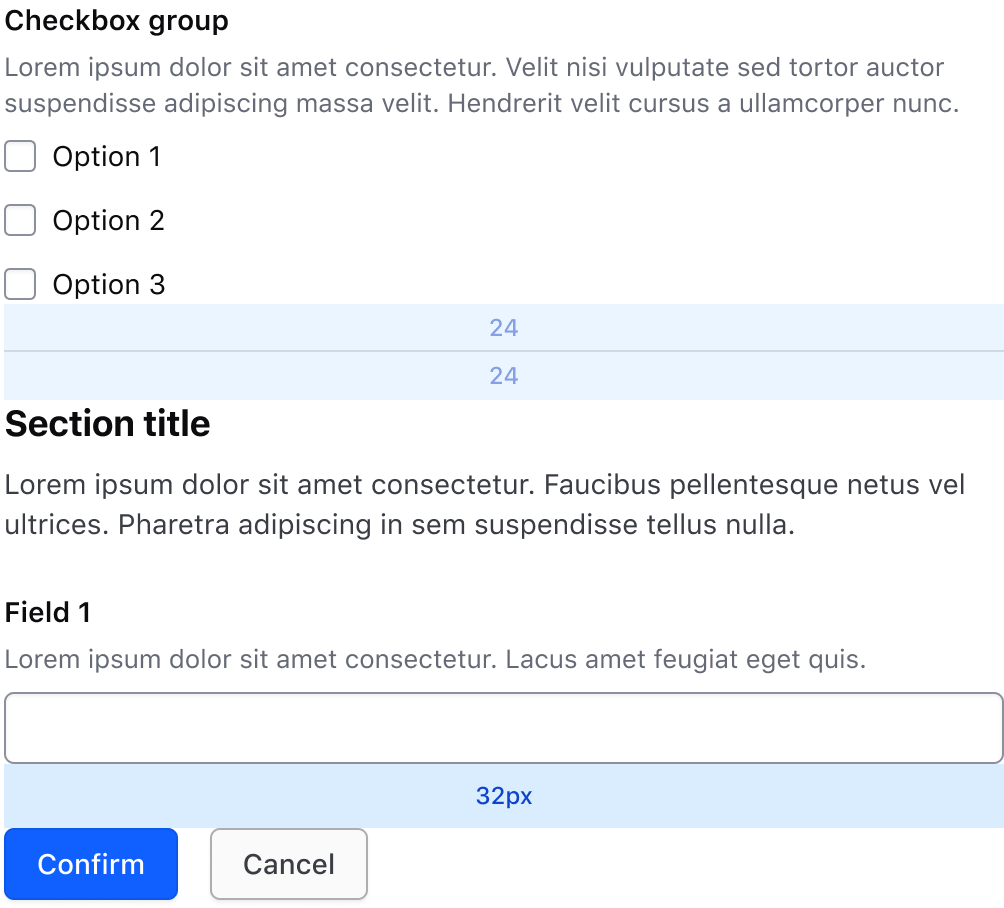 Checkbox group
Lorem ipsum dolor sit amet consectetur. Velit nisi vulputate sed tortor auctor
suspendisse adipiscing massa velit. Hendrerit velit cursus a ullamcorper nunc.
Option 1
Option 2
Option 3
24
24
Section title
Lorem ipsum dolor sit amet consectetur. Faucibus pellentesque netus vel
ultrices. Pharetra adipiscing in sem suspendisse tellus nulla.
Field 1
Lorem ipsum dolor sit amet consectetur. Lacus amet feugiat eget quis.
32px
Confirm Cancel